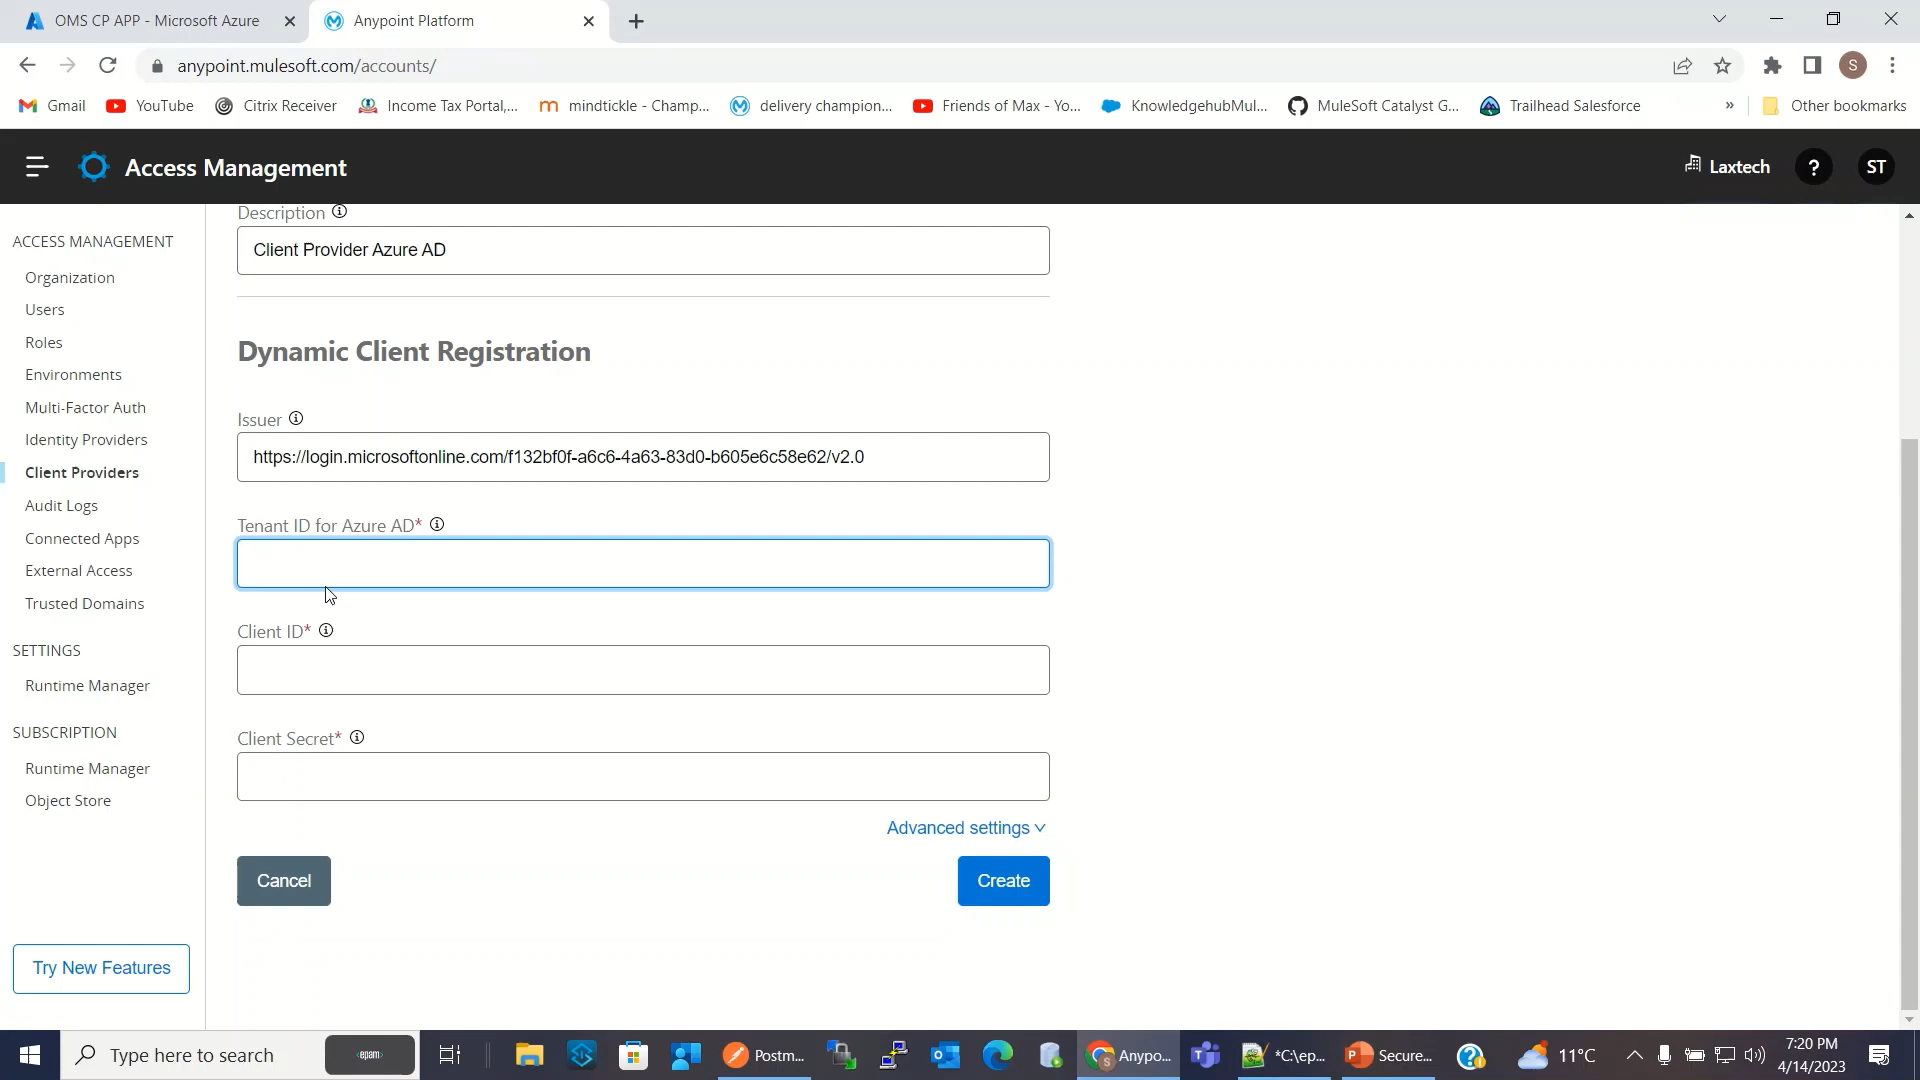 OMS CP APP - Microsoft Azure
Anypoint Platform
anypoint.mulesoft.com/accounts/
S
Gmail
YouTube
Citrix Receiver
Income Tax Portal,...
mindtickle - Champ...
delivery champion...
Friends of Max - Yo...
KnowledgehubMul...
MuleSoft Catalyst G...
Trailhead Salesforce
»
Other bookmarks
Access Management
Laxtech
?
ST
ACCESS MANAGEMENT
Organization
Users
Roles
Environments
Multi-Factor Auth
Identity Providers
Client Providers
Audit Logs
Connected Apps
External Access
Trusted Domains
SETTINGS
Runtime Manager
SUBSCRIPTION
Runtime Manager
Object Store
Try New Features
Description
Client Provider Azure AD
Dynamic Client Registration
Issuer
https://login.microsoftonline.com/f132bf0f-a6c6-4a63-83d0-b605e6c58e62/v2.0
Tenant ID for Azure AD*
Client ID*
Client Secret*
Advanced settings
Cancel
Create
Type here to search
<epam>
Postm...
Anypo...
*C:\ep...
Secure...
11°C
7:20 PM
4/14/2023